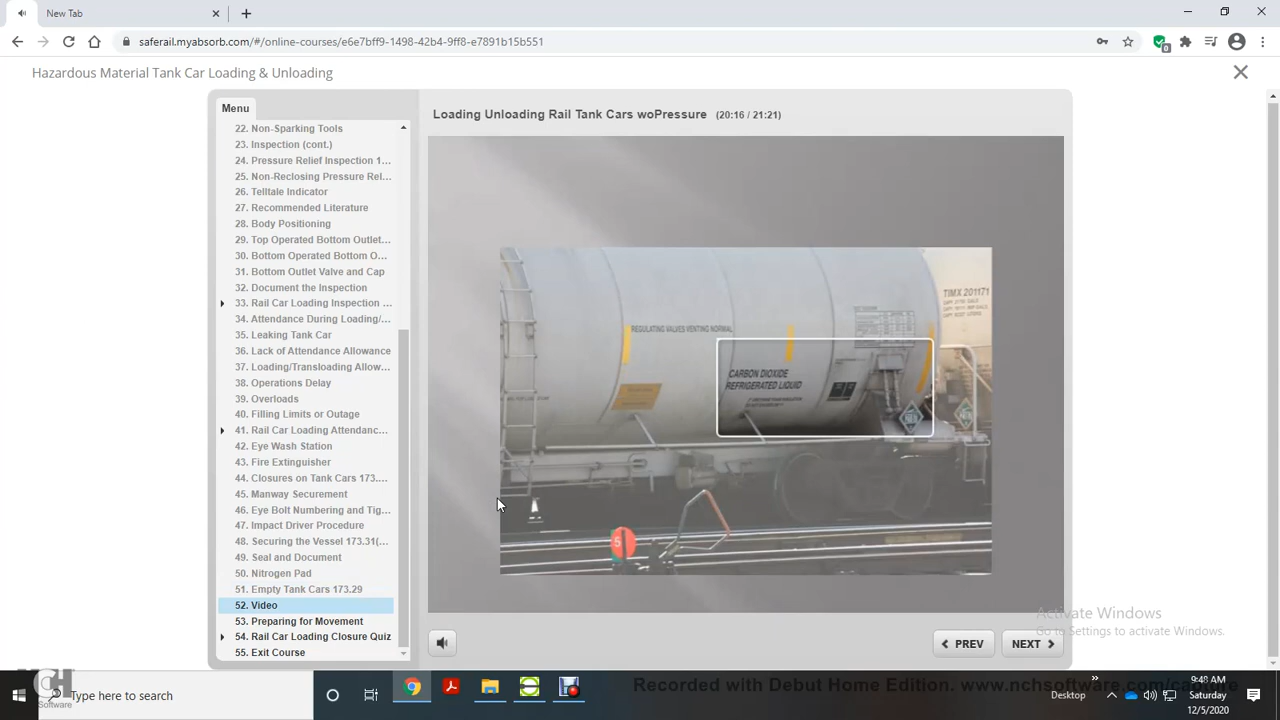 New Tab
saferail.myabsorb.com/#/online-courses/e6e7bff9-1498-42b4-9ff8-e7891b15b551
Hazardous Material Tank Car Loading & Unloading
Menu
Loading Unloading Rail Tank Cars woPressure (20:16 / 21:21)
22. Non-Sparking Tools
23. Inspection (cont.)
24. Pressure Relief Inspection 1...
25. Non-Reclosing Pressure Rel...
26. Telltale Indicator
27. Recommended Literature
28. Body Positioning
29. Top Operated Bottom Outlet...
30. Bottom Operated Bottom O...
31. Bottom Outlet Valve and Cap
32. Document the Inspection
33. Rail Car Loading Inspection ...
34. Attendance During Loading/...
35. Leaking Tank Car
36. Lack of Attendance Allowance
37. Loading/Transloading Allow...
38. Operations Delay
39. Overloads
40. Filling Limits or Outage
41. Rail Car Loading Attendanc...
42. Eye Wash Station
43. Fire Extinguisher
44. Closures on Tank Cars 173....
45. Manway Securement
46. Eye Bolt Numbering and Tig...
47. Impact Driver Procedure
48. Securing the Vessel 173.31(...
49. Seal and Document
50. Nitrogen Pad
51. Empty Tank Cars 173.29
52. Video
53. Preparing for Movement
54. Rail Car Loading Closure Quiz
55. Exit Course
TIMX 201171
REGULATING VALVES VENTING NORMAL
CARBON DIOXIDE
REFRIGERATED LIQUID
5
PREV
NEXT
Activate Windows
Go to Settings to activate Windows.
NCH
Software
Type here to search
Recorded with Debut Home Edition. www.nchsoftware.com/capture
Desktop
9:48 AM
Saturday
12/5/2020